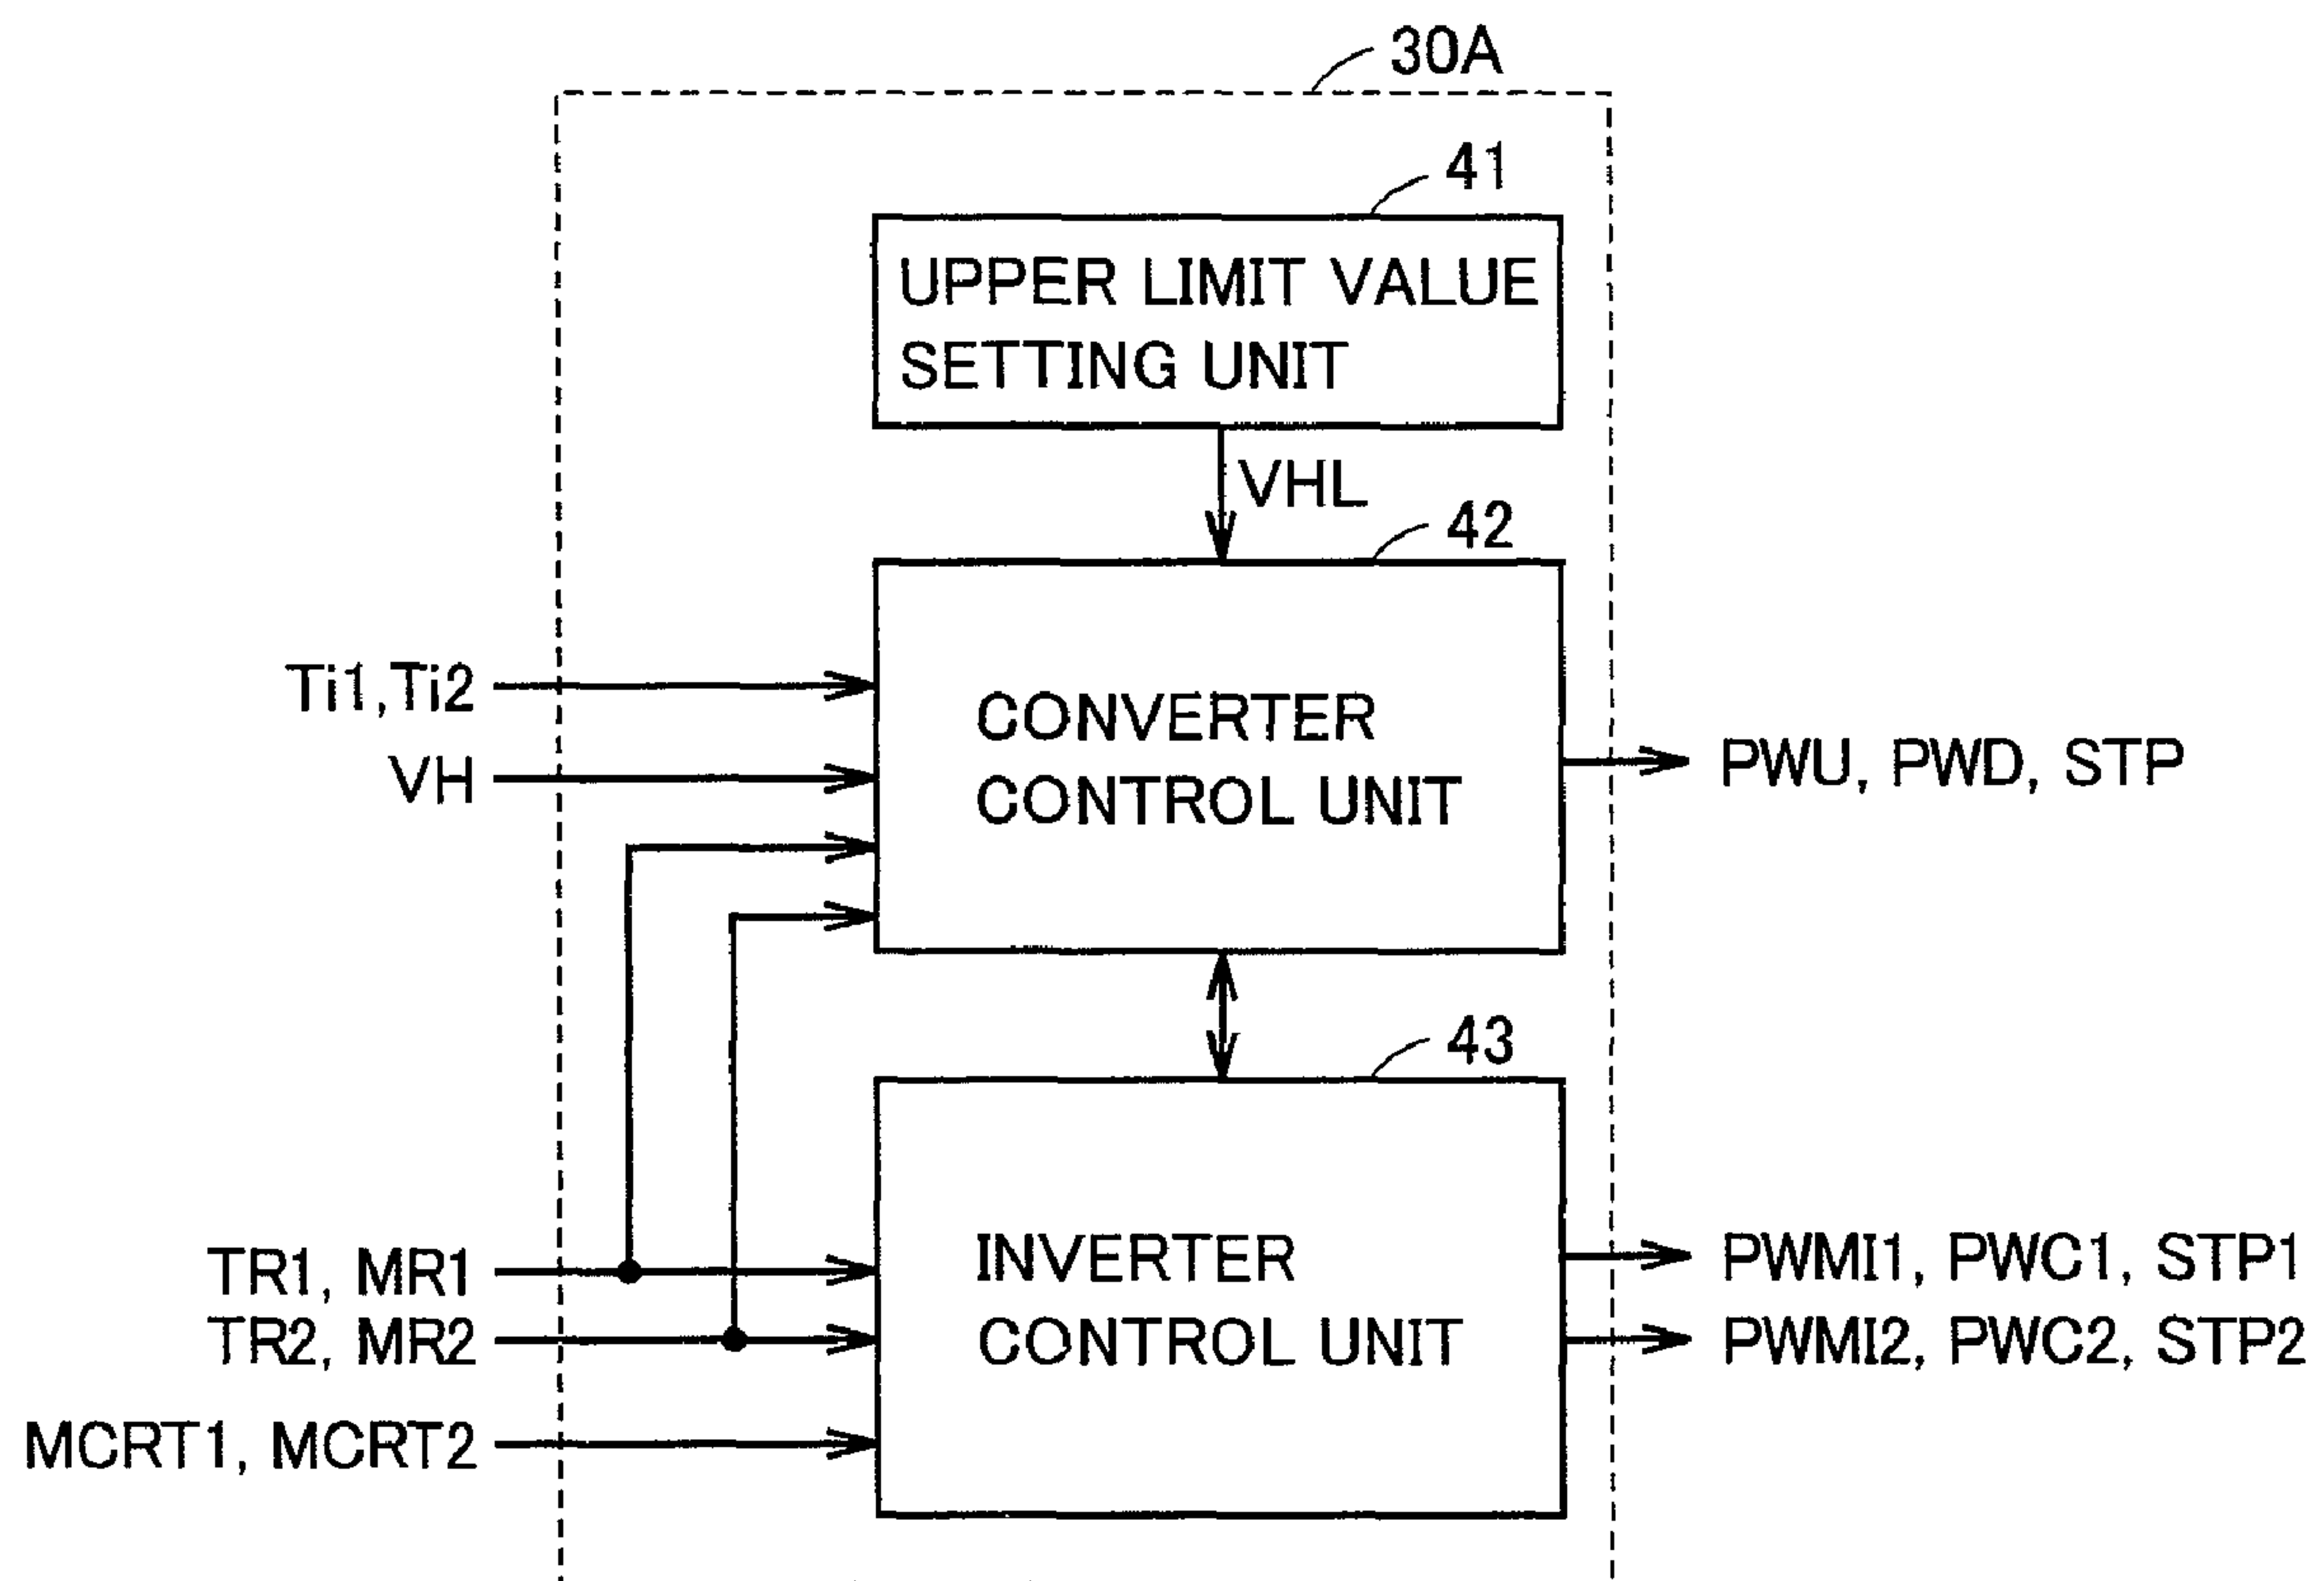 30A
41
UPPER LIMIT VALUE
SETTING UNIT
VHL
42
Ti1,Ti2
VH
CONVERTER
CONTROL UNIT
PWU, PWD, STP
43
TR1, MR1
TR2, MR2
MCRT1, MCRT2
INVERTER
CONTROL UNIT
PWMI1, PWC1, STP1
PWMI2, PWC2, STP2